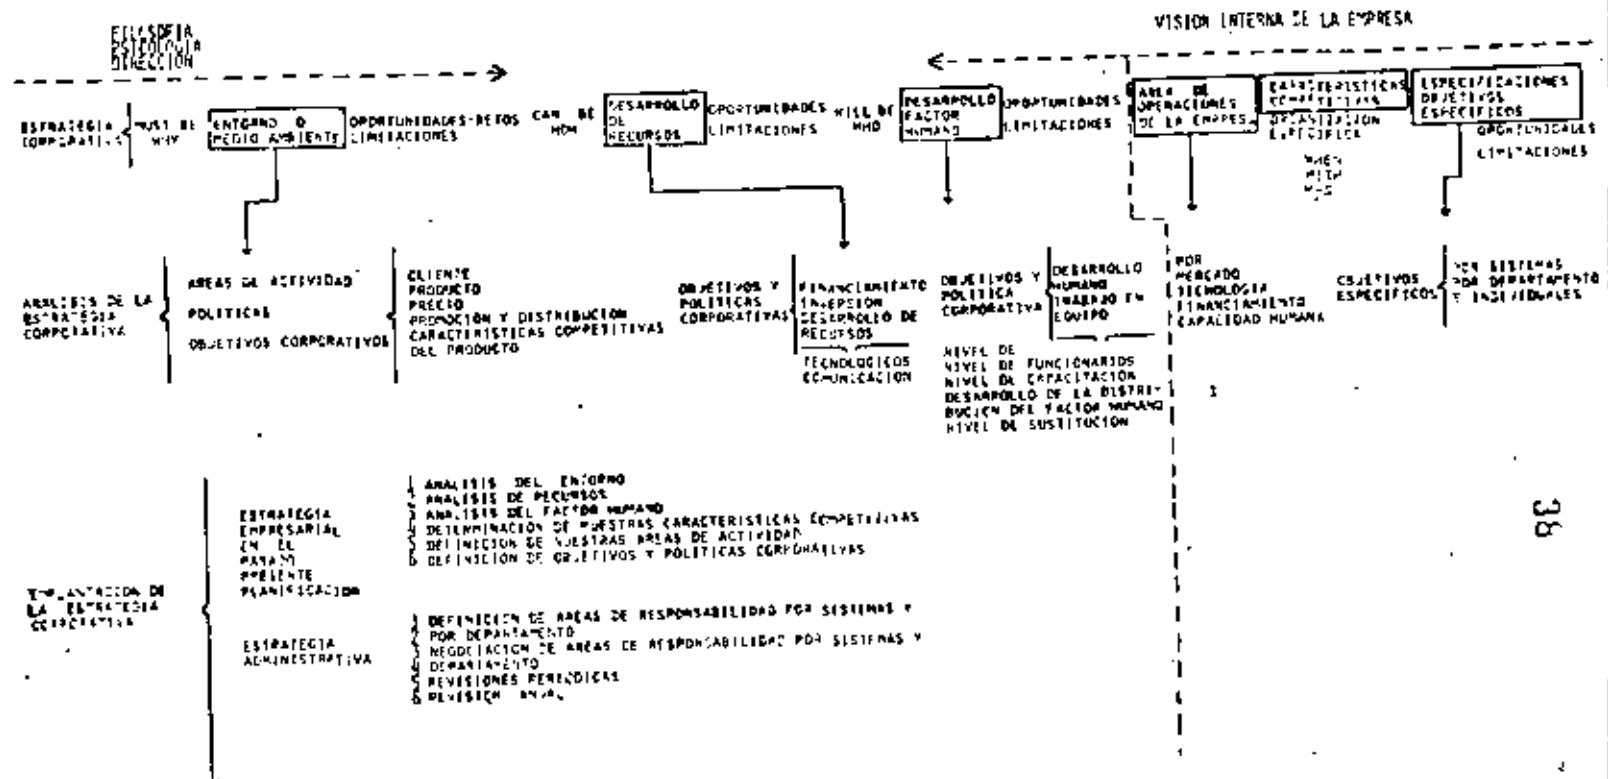 VISION INTERNA DE LA EMPRESA
FILOSOFIA
PSICOLOGIA
DIRECCION
ESTRATEGIA
CORPORATIVA
MUST BE
WHY
ENTORNO O
MEDIO AMBIENTE
OPORTUNIDADES-RETOS
LIMITACIONES
CAN BE
HOW
DESARROLLO
DE
RECURSOS
OPORTUNIDADES
LIMITACIONES
WILL BE
WHO
DESARROLLO
FACTOR
HUMANO
OPORTUNIDADES
LIMITACIONES
AREA DE
OPERACIONES
DE LA EMPRES.
CARACTERISTICAS
COMPETITIVAS
ORGANIZACION
ESPECIFICA
WHEN
WITH
ESPECIFICACIONES
OBJETIVOS
ESPECIFICOS
OPORTUNIDADES
LIMITACIONES
ANALISIS DE LA
ESTRATEGIA
CORPORATIVA
AREAS DE ACTIVIDAD
POLITICAS
OBJETIVOS CORPORATIVOS
CLIENTE
PRODUCTO
PRECIO
PROMOCION Y DISTRIBUCION
CARACTERISTICAS COMPETITIVAS
DEL PRODUCTO
OBJETIVOS Y
POLITICAS
CORPORATIVAS
FINANCIAMIENTO
INVERSION
DESARROLLO DE
RECURSOS
TECNOLOGICOS
COMUNICACION
OBJETIVOS Y
POLITICA
CORPORATIVA
DESARROLLO
HUMANO
TRABAJO EN
EQUIPO
NIVEL DE
NIVEL DE FUNCIONARIOS
NIVEL DE CAPACITACION
DESARROLLO DE LA DISTRI-
BUCION DEL FACTOR HUMANO
NIVEL DE SUSTITUCION
POR
MERCADO
TECNOLOGIA
FINANCIAMIENTO
CAPACIDAD HUMANA
OBJETIVOS
ESPECIFICOS
POR SISTEMAS
POR DEPARTAMENTO
E INDIVIDUALES
38
IMPLANTACION DE
LA ESTRATEGIA
CORPORATIVA
ESTRATEGIA
EMPRESARIAL
EN EL
PASADO
PRESENTE
PLANIFICACION
ANALISIS DEL ENTORNO
ANALISIS DE RECURSOS
ANALISIS DEL FACTOR HUMANO
DETERMINACION DE NUESTRAS CARACTERISTICAS COMPETITIVAS
DEFINICION DE NUESTRAS AREAS DE ACTIVIDAD
DEFINICION DE OBJETIVOS Y POLITICAS CORPORATIVAS
ESTRATEGIA
ADMINISTRATIVA
DEFINICION DE AREAS DE RESPONSABILIDAD POR SISTEMAS Y
POR DEPARTAMENTO
NEGOCIACION DE AREAS DE RESPONSABILIDAD POR SISTEMAS Y
DEPARTAMENTO
REVISIONES PERIODICAS
REVISION ANUAL